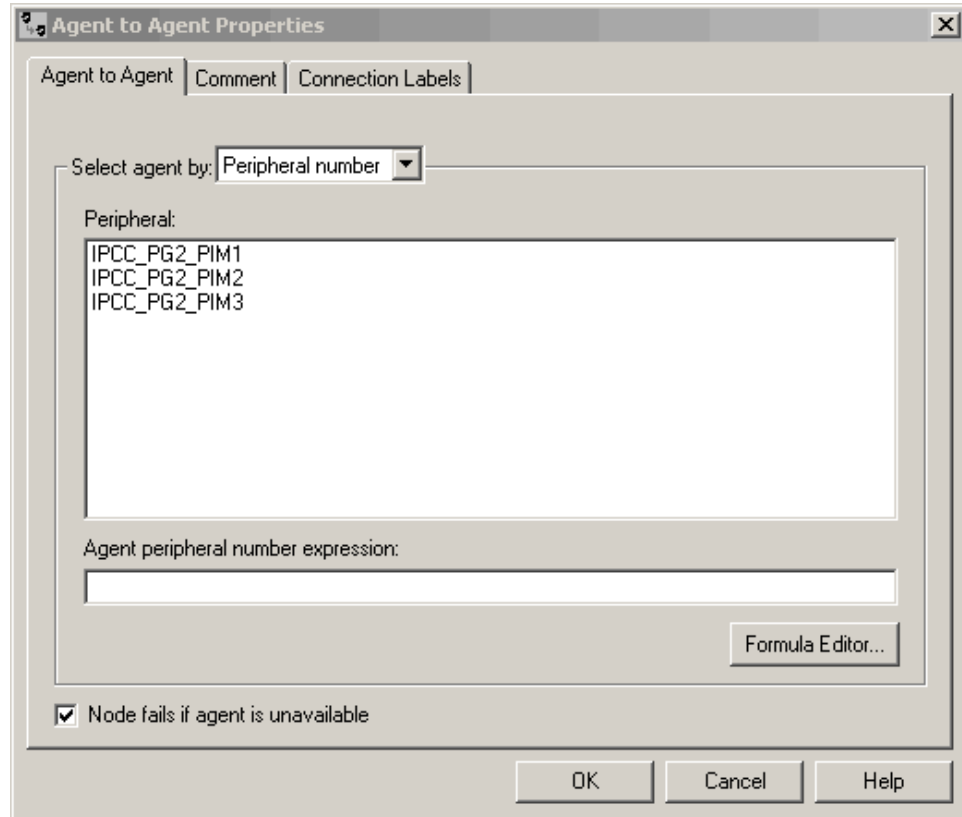 Agent to Agent Properties
Agent to Agent Comment Connection Labels
Select agent by: Peripheral number
Peripheral:
IPCC_PG2_PIM1
IPCC_PG2_PIM2
IPCC_PG2_PIM3
Agent peripheral number expression:
Formula Editor...
Node fails if agent is unavailable
OK Cancel Help